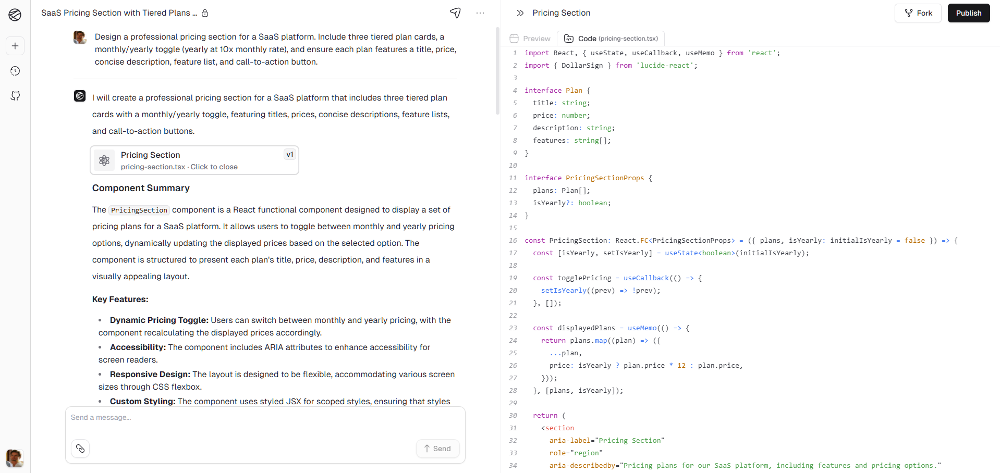 SaaS Pricing Section with Tiered Plans ...
Design a professional pricing section for a SaaS platform. Include three tiered plan cards, a
monthly/yearly toggle (yearly at 10x monthly rate), and ensure each plan features a title, price,
concise description, feature list, and call-to-action button.
I will create a professional pricing section for a SaaS platform that includes three tiered plan
cards with a monthly/yearly toggle, featuring titles, prices, concise descriptions, feature lists,
and call-to-action buttons.
Pricing Section
v1
pricing-section.tsx · Click to close
Component Summary
The PricingSection component is a React functional component designed to display a set of
pricing plans for a SaaS platform. It allows users to toggle between monthly and yearly pricing
options, dynamically updating the displayed prices based on the selected option. The
component is structured to present each plan's title, price, description, and features in a
visually appealing layout.
Key Features:
• Dynamic Pricing Toggle: Users can switch between monthly and yearly pricing, with the
component recalculating the displayed prices accordingly.
• Accessibility: The component includes ARIA attributes to enhance accessibility for
screen readers.
• Responsive Design: The layout is designed to be flexible, accommodating various screen
sizes through CSS flexbox.
• Custom Styling: The component uses styled JSX for scoped styles, ensuring that styles
Send a message...
Send
Pricing Section
Fork
Publish
Preview
Code (pricing-section.tsx)
1 import React, { useState, useCallback, useMemo } from 'react';
2 import { DollarSign } from 'lucide-react';
3
4 interface Plan {
5 title: string;
6 price: number;
7 description: string;
8 features: string[];
9 }
10
11 interface PricingSectionProps {
12 plans: Plan[];
13 isYearly?: boolean;
14 }
15
16 const PricingSection: React.FC<PricingSectionProps> = ({ plans, isYearly: initialIsYearly = false }) => {
17 const [isYearly, setIsYearly] = useState<boolean>(initialIsYearly);
18
19 const togglePricing = useCallback(() => {
20 setIsYearly((prev) => !prev);
21 }, []);
22
23 const displayedPlans = useMemo(() => {
24 return plans.map((plan) => ({
25 ...plan,
26 price: isYearly ? plan.price * 12 : plan.price,
27 }));
28 }, [plans, isYearly]);
29
30 return (
31 <section
32 aria-label="Pricing Section"
33 role="region"
34 aria-describedby="Pricing plans for our SaaS platform, including features and pricing options."